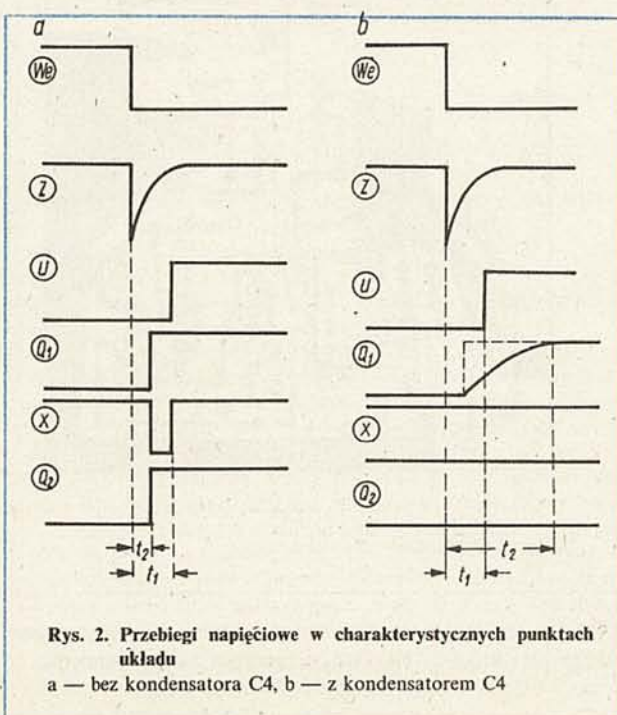 a
b
We
We
Z
Z
U
U
Q1
Q1
X
X
Q2
Q2
t2
t1
t2
t1
Rys. 2. Przebiegi napięciowe w charakterystycznych punktach
układu
a — bez kondensatora C4, b — z kondensatorem C4